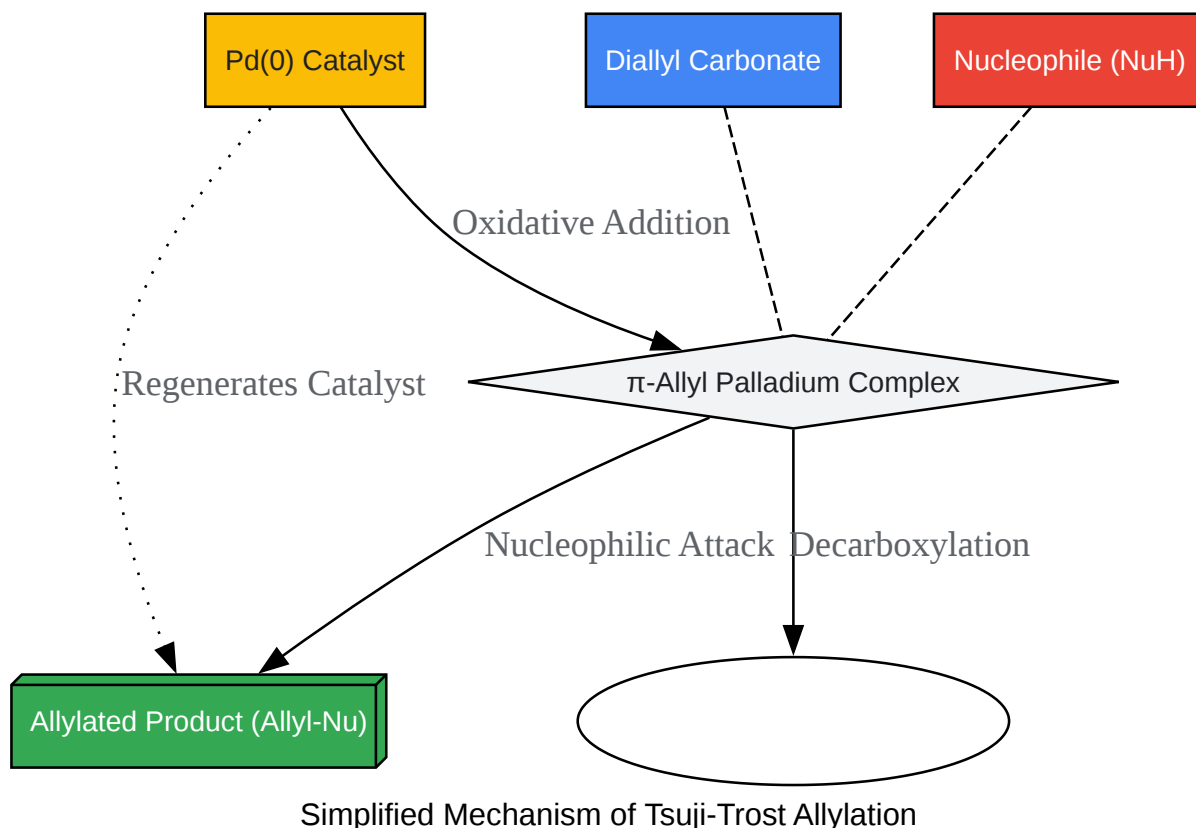 Pd(0) Catalyst
Diallyl Carbonate
Nucleophile (NuH)
Oxidative Addition
Regenerates Catalyst
π-Allyl Palladium Complex
Nucleophilic Attack
Decarboxylation
Allylated Product (Allyl-Nu)
Simplified Mechanism of Tsuji-Trost Allylation